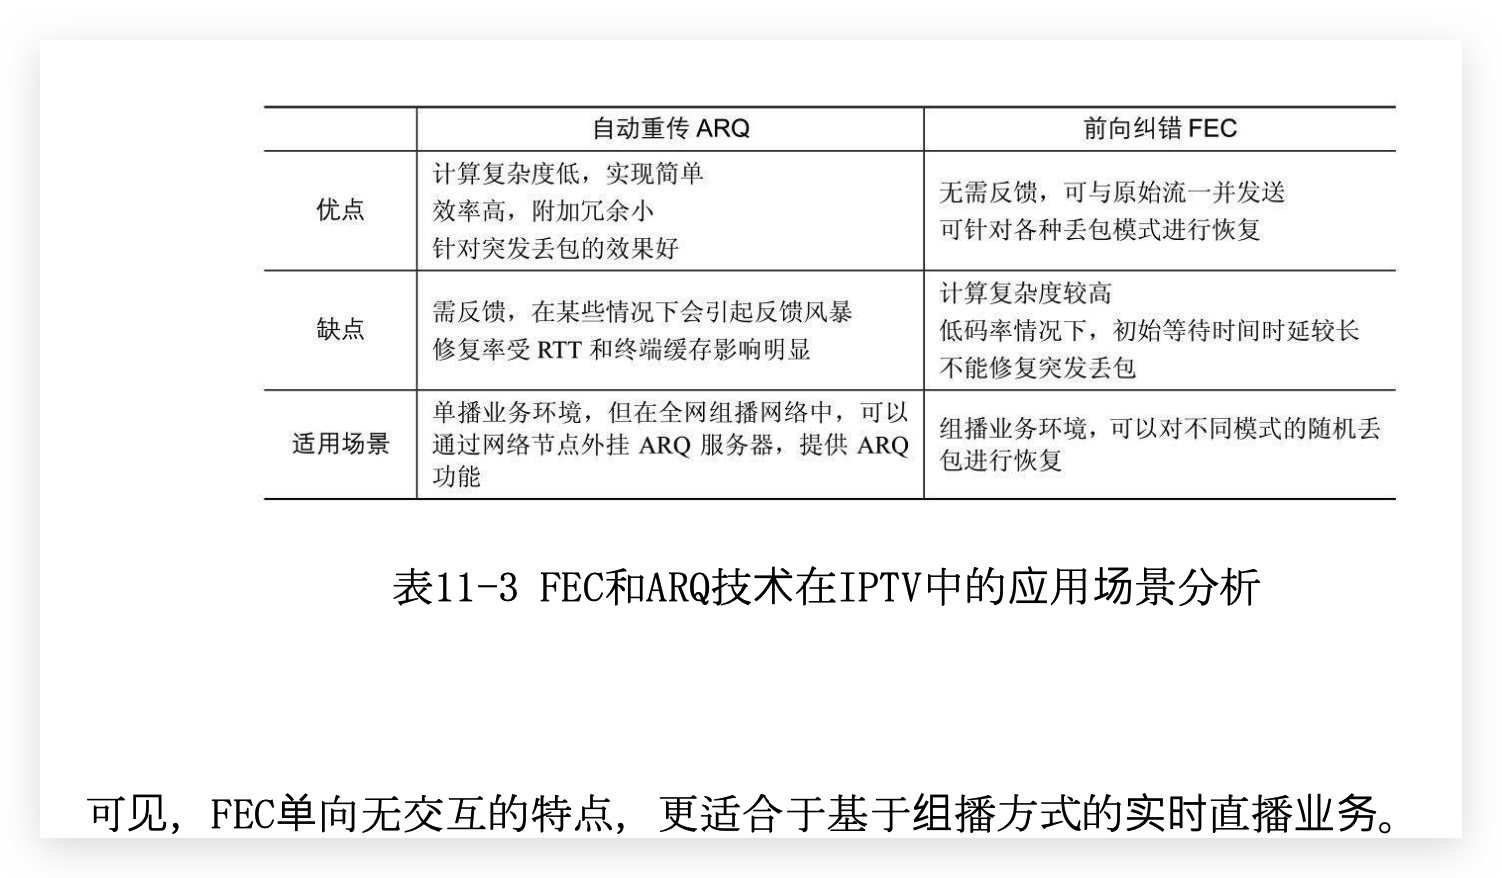 自动重传 ARQ
前向纠错 FEC
优点
计算复杂度低，实现简单
效率高，附加冗余小
针对突发丢包的效果好
无需反馈，可与原始流一并发送
可针对各种丢包模式进行恢复
缺点
需反馈，在某些情况下会引起反馈风暴
修复率受 RTT 和终端缓存影响明显
计算复杂度较高
低码率情况下，初始等待时间时延较长
不能修复突发丢包
适用场景
单播业务环境，但在全网组播网络中，可以
通过网络节点外挂 ARQ 服务器，提供 ARQ
功能
组播业务环境，可以对不同模式的随机丢
包进行恢复
表11-3 FEC和ARQ技术在IPTV中的应用场景分析
可见，FEC单向无交互的特点，更适合于基于组播方式的实时直播业务。